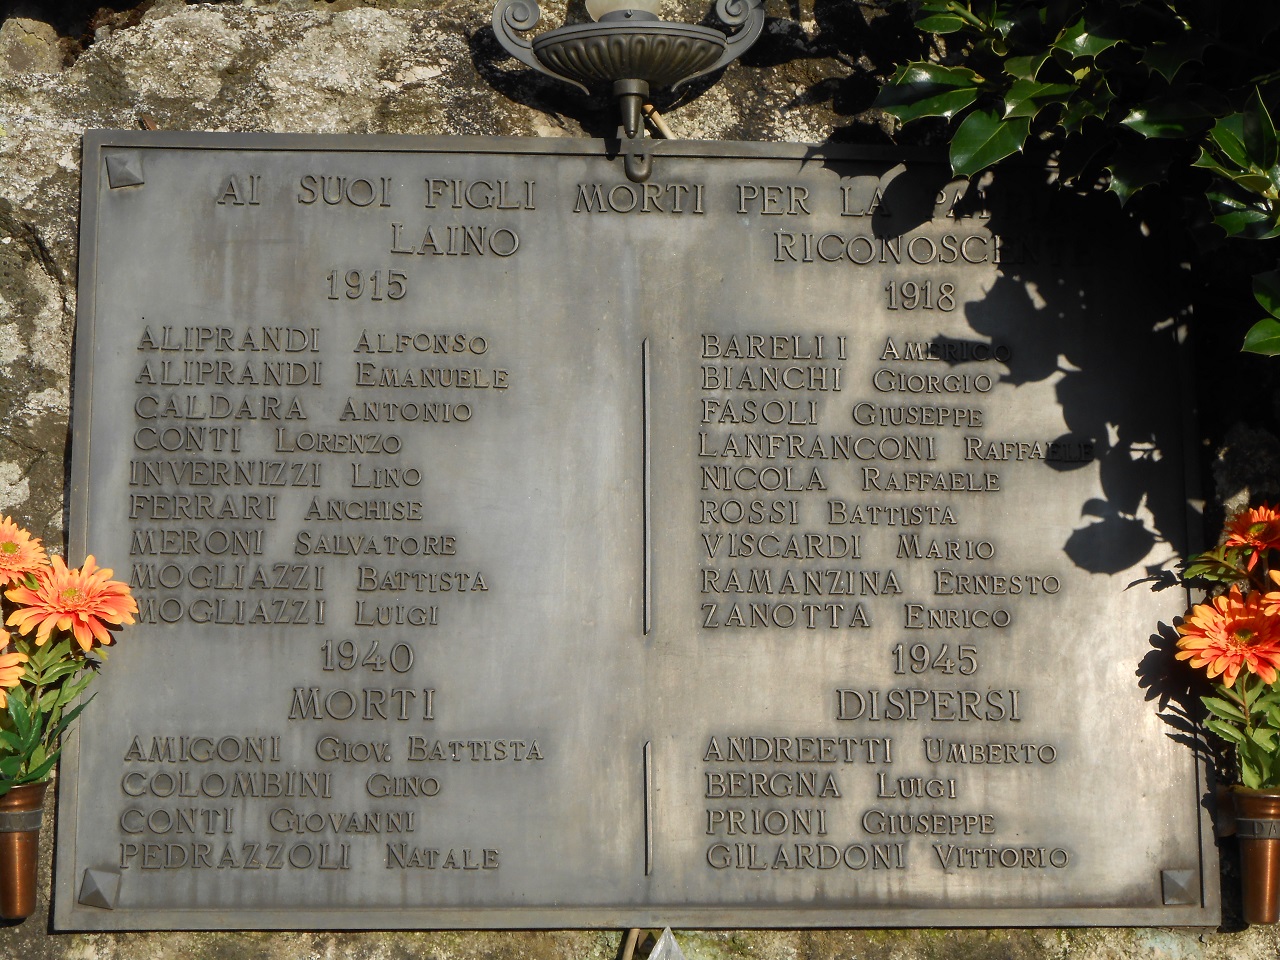 AI SUOI FIGLI MORTI PER LA PATRIA
LAINO RICONOSCENTE
1915 1918
ALIPRANDI ALFONSO
ALIPRANDI EMANUELE
CALDARA ANTONIO
CONTI LORENZO
INVERNIZZI LINO
FERRARI ANCHISE
MERONI SALVATORE
MOGLIAZZI BATTISTA
MOGLIAZZI LUIGI
BARELLI AMERICO
BIANCHI GIORGIO
FASOLI GIUSEPPE
LANFRANCONI RAFFAELE
NICOLA RAFFAELE
ROSSI BATTISTA
VISCARDI MARIO
RAMANZINA ERNESTO
ZANOTTA ENRICO
1940 1945
MORTI
AMIGONI GIOV. BATTISTA
COLOMBINI GINO
CONTI GIOVANNI
PEDRAZZOLI NATALE
DISPERSI
ANDREETTI UMBERTO
BERGNA LUIGI
PRIONI GIUSEPPE
GILARDONI VITTORIO